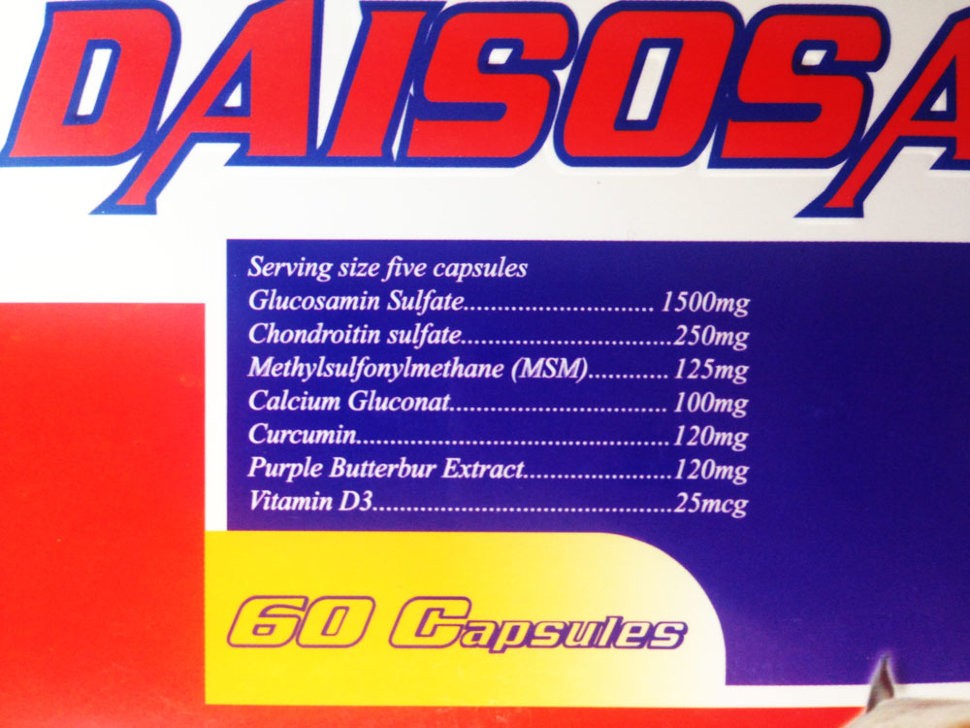 DAISOSA
Serving size five capsules
Glucosamin Sulfate............................ 1500mg
Chondroitin sulfate...............................250mg
Methylsulfonylmethane (MSM)............ 125mg
Calcium Gluconat................................ 100mg
Curcumin..............................................120mg
Purple Butterbur Extract......................120mg
Vitamin D3............................................25mcg
60 Capsules